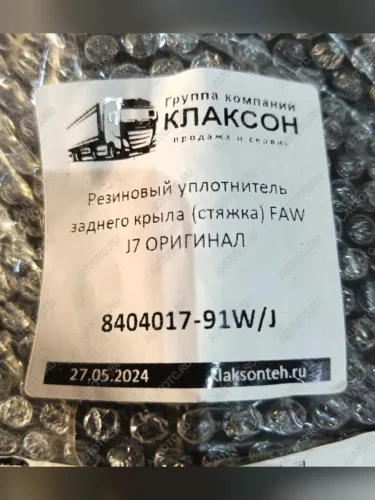 Группа компаний
КЛАКСОН
продажа и сервис
Резиновый уплотнитель
заднего крыла (стяжка) FAW
J7 ОРИГИНАЛ
8404017-91W/J
27.05.2024 klaksonteh.ru